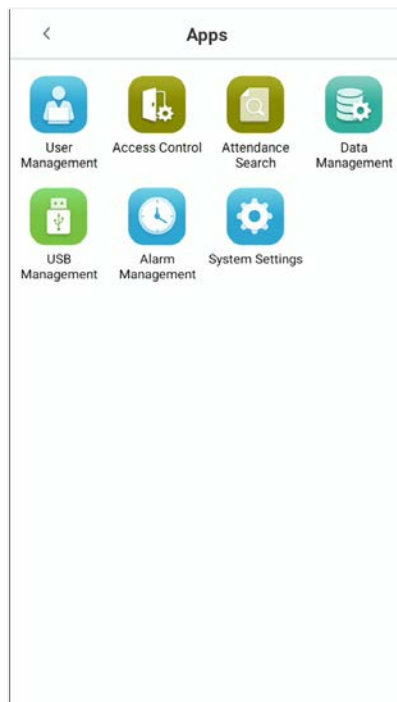 Apps
User
Management
Access Control
Attendance
Search
Data
Management
USB
Management
Alarm
Management
System Settings